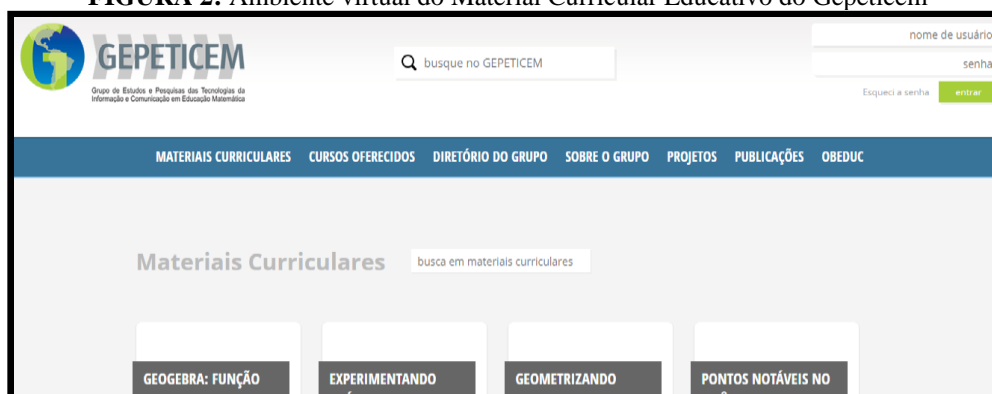 FIGURA 2: Ambiente virtual do Material Curricular Educativo do Gepeticem
GEPETICEM
Grupo de Estudos e Pesquisas das Tecnologias da
Informação e Comunicação em Educação Matemática
busque no GEPETICEM
nome de usuário
senha
Esqueci a senha entrar
MATERIAIS CURRICULARES CURSOS OFERECIDOS DIRETÓRIO DO GRUPO SOBRE O GRUPO PROJETOS PUBLICAÇÕES OBEDUC
Materiais Curriculares busca em materiais curriculares
GEOGEBRA: FUNÇÃO EXPERIMENTANDO GEOMETRIZANDO PONTOS NOTÁVEIS NO